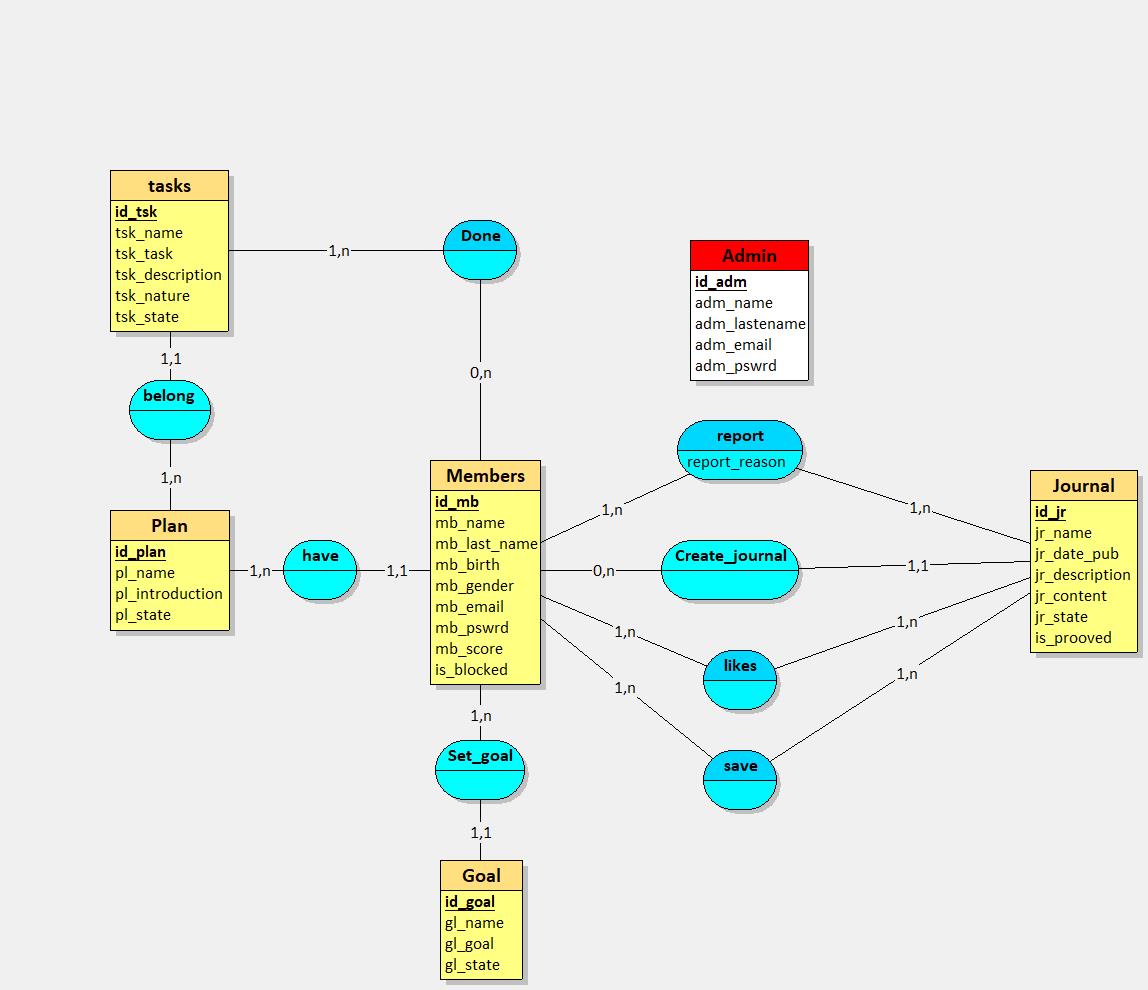 tasks
id_tsk
tsk_name
tsk_task
tsk_description
tsk_nature
tsk_state
1,n
Done
0,n
Admin
id_adm
adm_name
adm_lastename
adm_email
adm_pswrd
1,1
belong
1,n
Plan
id_plan
pl_name
pl_introduction
pl_state
1,n
have
1,1
Members
id_mb
mb_name
mb_last_name
mb_birth
mb_gender
mb_email
mb_pswrd
mb_score
is_blocked
1,n
report
report_reason
1,n
0,n
Create_journal
1,1
1,n
likes
1,n
1,n
save
1,n
Journal
id_jr
jr_name
jr_date_pub
jr_description
jr_content
jr_state
is_prooved
1,n
Set_goal
1,1
Goal
id_goal
gl_name
gl_goal
gl_state